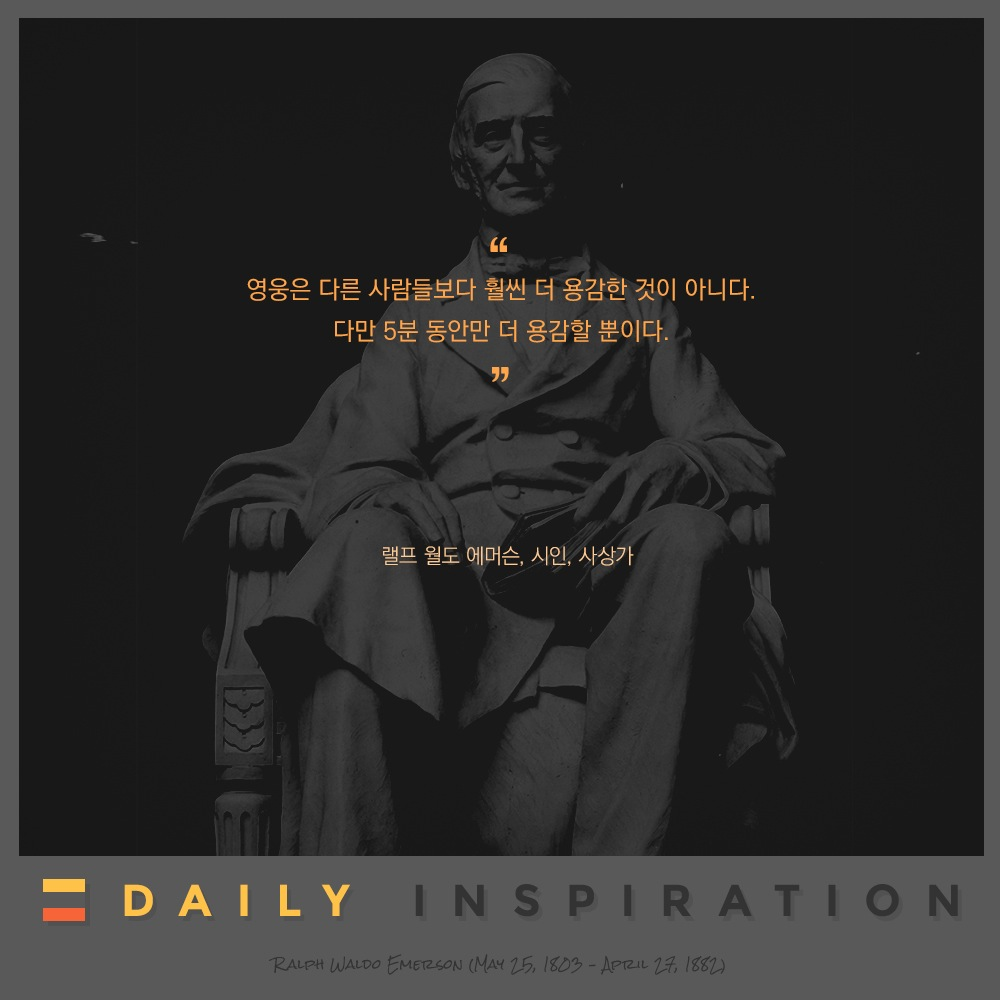 “
영웅은 다른 사람들보다 훨씬 더 용감한 것이 아니다.
다만 5분 동안만 더 용감할 뿐이다.
”
랠프 월도 에머슨, 시인, 사상가
DAILY INSPIRATION
Ralph Waldo Emerson (May 25, 1803 - April 27, 1882)